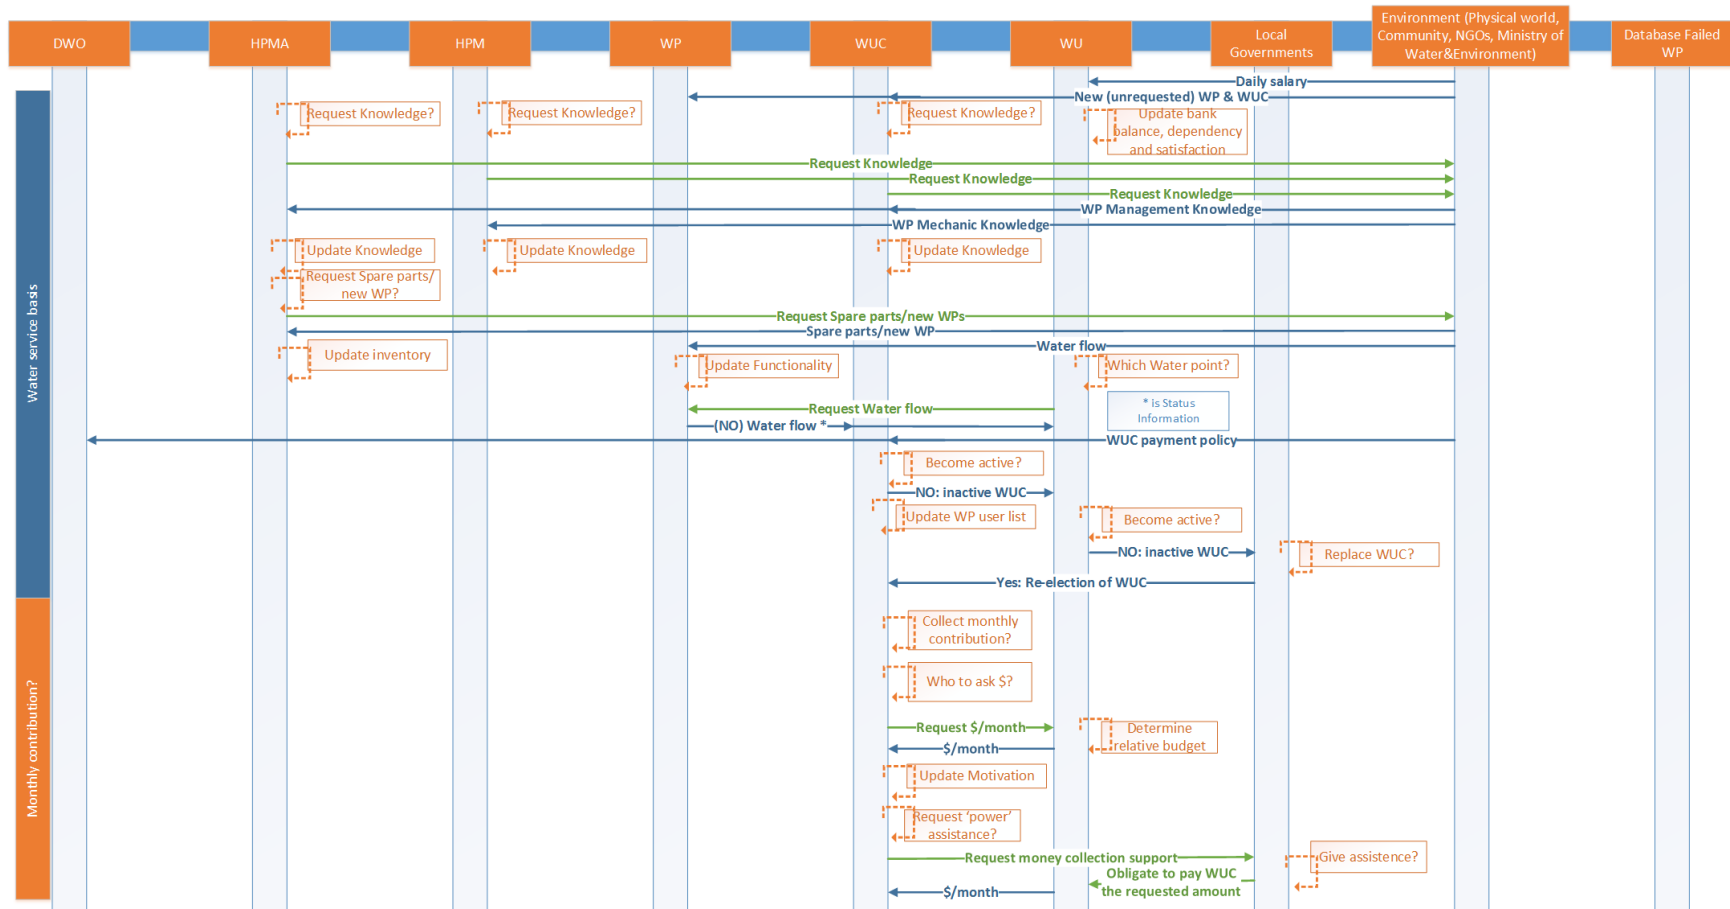 DWO
HPMA
HPM
WP
WUC
WU
Local
Governments
Environment (Physical world,
Community, NGOs, Ministry of
Water&Environment)
Database Failed
WP
Daily salary
New (unrequested) WP & WUC
Request Knowledge?
Request Knowledge?
Request Knowledge?
Update bank
balance, dependency
and satisfaction
Request Knowledge
Request Knowledge
Request Knowledge
WP Management Knowledge
WP Mechanic Knowledge
Update Knowledge
Update Knowledge
Update Knowledge
Request Spare parts/
new WP?
Request Spare parts/new WPs
Spare parts/new WP
Water flow
Update inventory
Update Functionality
Which Water point?
* is Status
Information
Request Water flow
(NO) Water flow *
WUC payment policy
Become active?
NO: inactive WUC
Update WP user list
Become active?
NO: inactive WUC
Replace WUC?
Yes: Re-election of WUC
Water service basis
Collect monthly
contribution?
Who to ask $?
Request $/month
Determine
relative budget
$/month
Update Motivation
Request ‘power’
assistance?
Request money collection support
Give assistence?
Obligate to pay WUC
the requested amount
$/month
Monthly contribution?